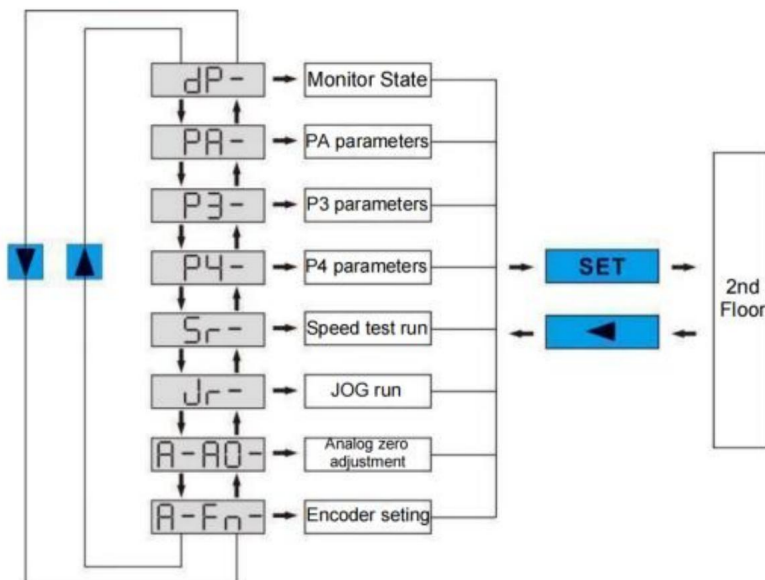 dP-
Monitor State
PA-
PA parameters
P3-
P3 parameters
P4-
P4 parameters
SET
Sr-
Speed test run
2nd
Floor
Jr-
JOG run
A-A0-
Analog zero
adjustment
A-Fn-
Encoder seting